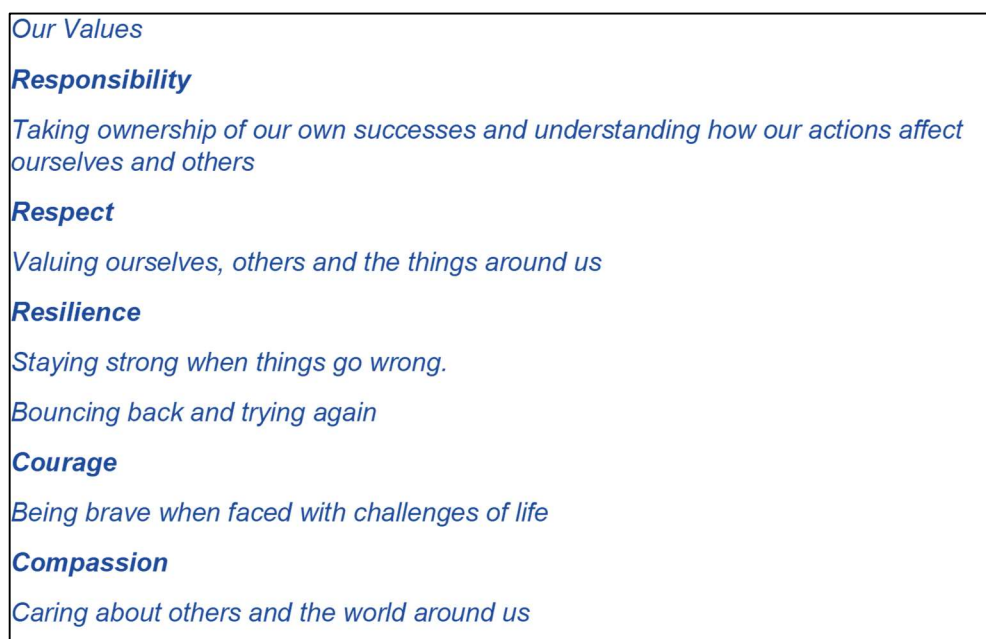 Our Values
Responsibility
Taking ownership of our own successes and understanding how our actions affect
ourselves and others
Respect
Valuing ourselves, others and the things around us
Resilience
Staying strong when things go wrong.
Bouncing back and trying again
Courage
Being brave when faced with challenges of life
Compassion
Caring about others and the world around us